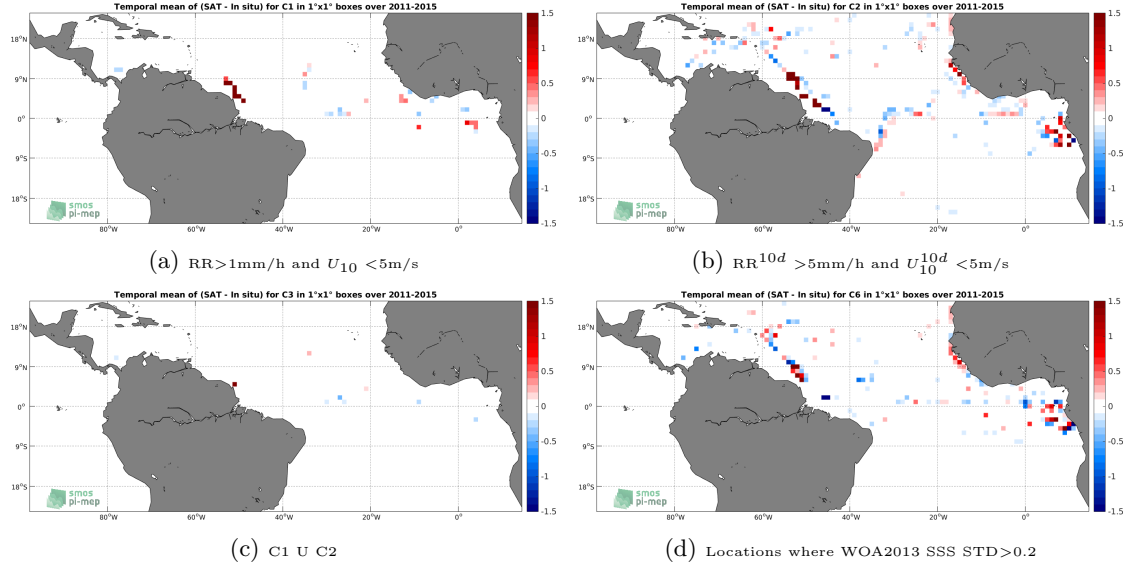 Temporal mean of (SAT - In situ) for C1 in 1°x1° boxes over 2011-2015
18°N
9°N
0°
9°S
18°S
80°W 60°W 40°W 20°W 0°
1.5
1
0.5
0
-0.5
-1
-1.5
smos
pi-mep
(a) RR>1mm/h and U10 <5m/s
Temporal mean of (SAT - In situ) for C2 in 1°x1° boxes over 2011-2015
18°N
9°N
0°
9°S
18°S
80°W 60°W 40°W 20°W 0°
1.5
1
0.5
0
-0.5
-1
-1.5
smos
pi-mep
(b) RR^10d >5mm/h and U10^10d <5m/s
Temporal mean of (SAT - In situ) for C3 in 1°x1° boxes over 2011-2015
18°N
9°N
0°
9°S
18°S
80°W 60°W 40°W 20°W 0°
1.5
1
0.5
0
-0.5
-1
-1.5
smos
pi-mep
(c) C1 U C2
Temporal mean of (SAT - In situ) for C6 in 1°x1° boxes over 2011-2015
18°N
9°N
0°
9°S
18°S
80°W 60°W 40°W 20°W 0°
1.5
1
0.5
0
-0.5
-1
-1.5
smos
pi-mep
(d) Locations where WOA2013 SSS STD>0.2